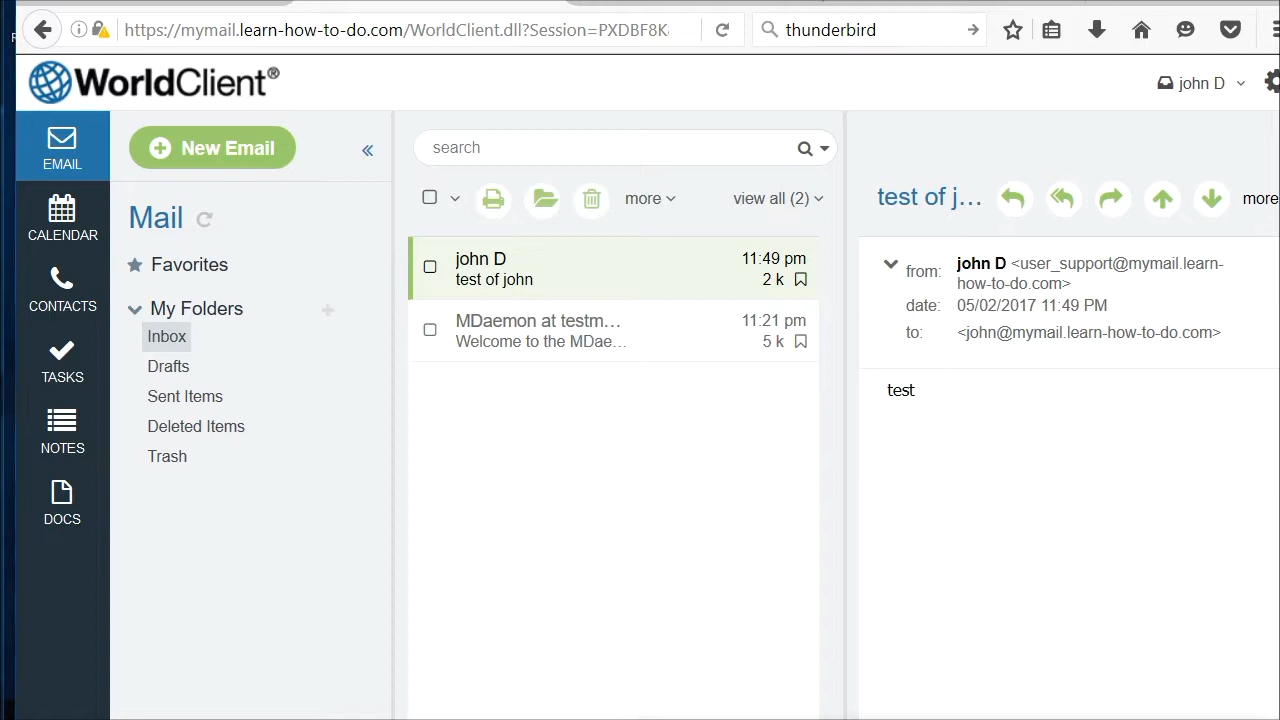 https://mymail.learn-how-to-do.com/WorldClient.dll?Session=PXDBF8K
thunderbird
WorldClient®
john D
EMAIL
CALENDAR
CONTACTS
TASKS
NOTES
DOCS
New Email
Mail
Favorites
My Folders
Inbox
Drafts
Sent Items
Deleted Items
Trash
search
more
view all (2)
john D 11:49 pm
test of john 2 k
MDaemon at testm… 11:21 pm
Welcome to the MDae… 5 k
test of j…
more
from: john D <user_support@mymail.learn-
how-to-do.com>
date: 05/02/2017 11:49 PM
to: <john@mymail.learn-how-to-do.com>
test